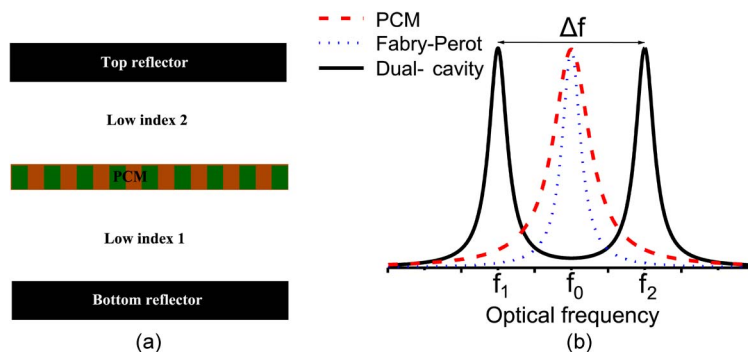 Top reflector
Low index 2
PCM
Low index 1
Bottom reflector
(a)
PCM
Fabry-Perot
Dual- cavity
Δf
f1 f0 f2
Optical frequency
(b)